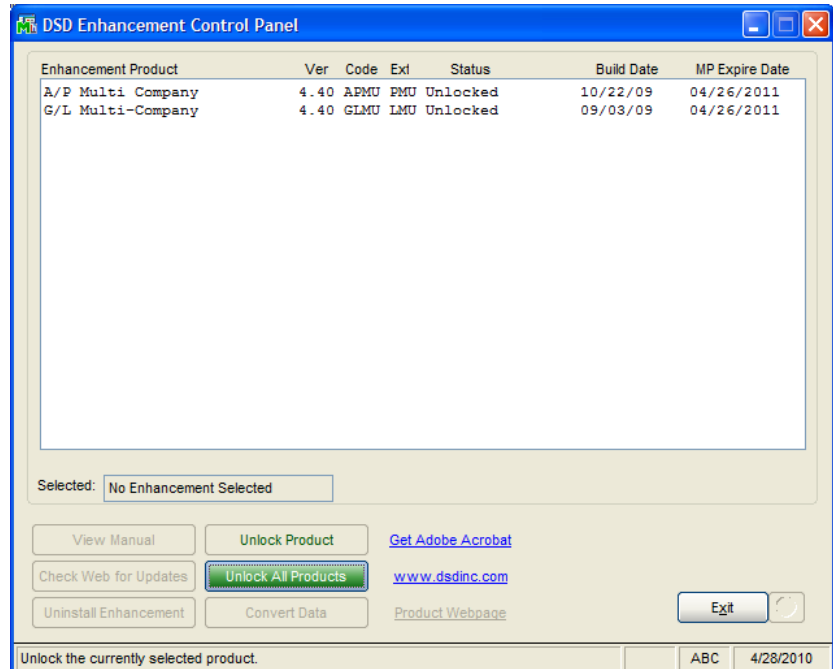 DSD Enhancement Control Panel
Enhancement Product Ver Code Ext Status Build Date MP Expire Date
A/P Multi Company 4.40 APMU PMU Unlocked 10/22/09 04/26/2011
G/L Multi-Company 4.40 GLMU LMU Unlocked 09/03/09 04/26/2011
Selected: No Enhancement Selected
View Manual Unlock Product Get Adobe Acrobat
Check Web for Updates Unlock All Products www.dsdinc.com
Uninstall Enhancement Convert Data Product Webpage Exit
Unlock the currently selected product. ABC 4/28/2010